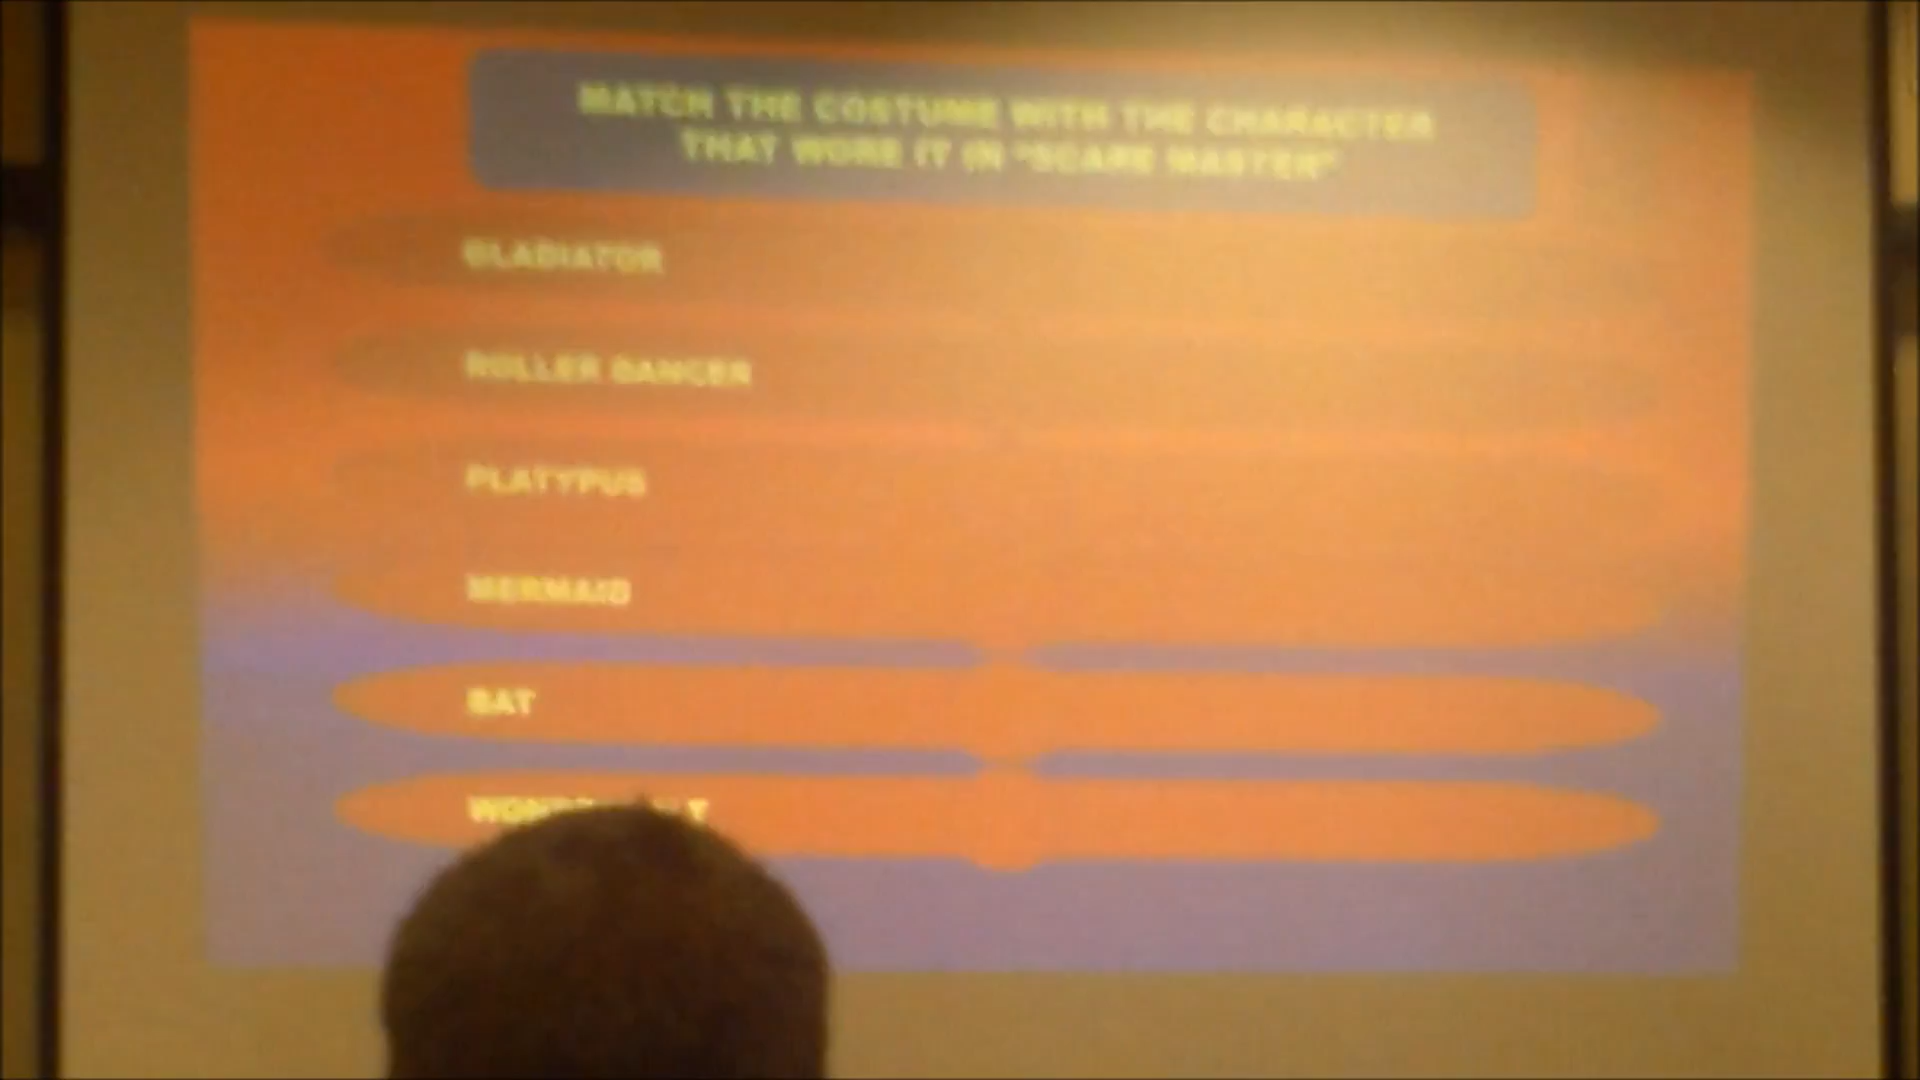 MATCH THE COSTUME WITH THE CHARACTER
THAT WORE IT IN "SCARE MASTER"
GLADIATOR
ROLLER DANCER
PLATYPUS
MERMAID
BAT